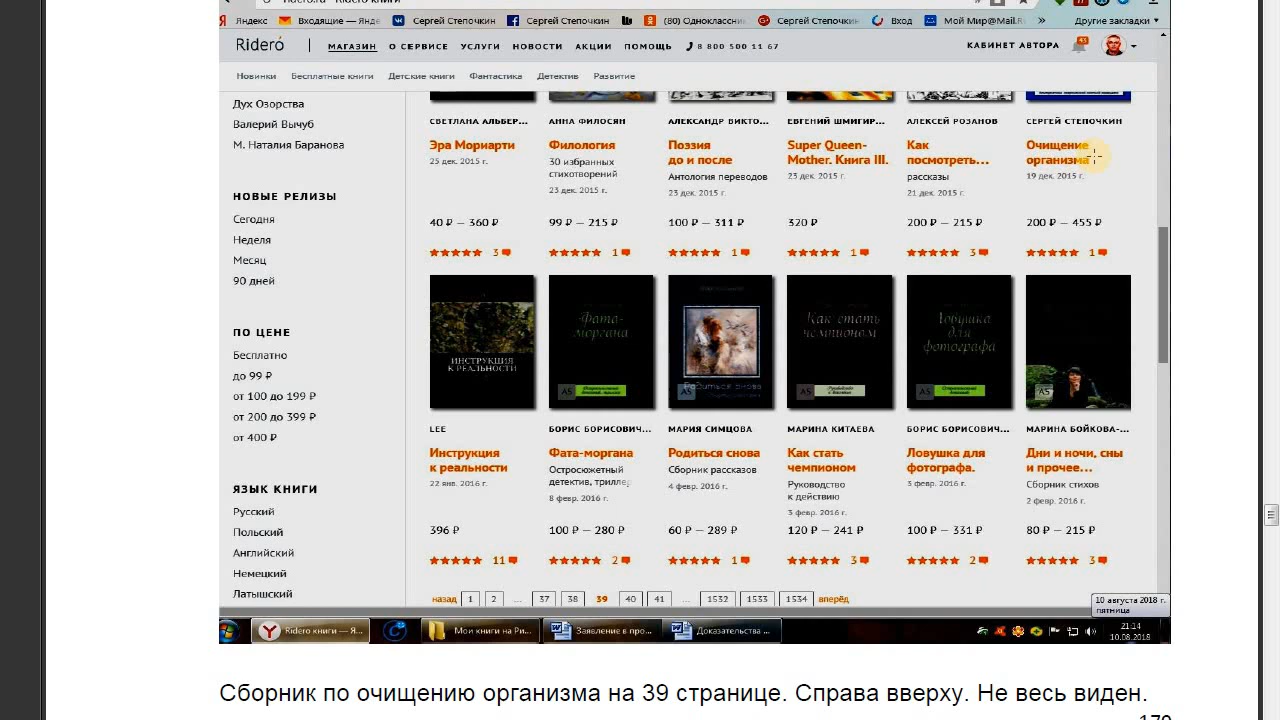 Яндекс Входящие — Янде Сергей Степочкин Сергей Степочкин (80) Одноклассн Сергей Степочкин Вход Мой Мир@Mail.R » Другие закладки
Rideró МАГАЗИН О СЕРВИСЕ УСЛУГИ НОВОСТИ АКЦИИ ПОМОЩЬ 8 800 500 11 67 КАБИНЕТ АВТОРА 43
Новинки Бесплатные книги Детские книги Фантастика Детектив Развитие
Дух Озорства
Валерий Вычуб
М. Наталия Баранова
НОВЫЕ РЕЛИЗЫ
Сегодня
Неделя
Месяц
90 дней
ПО ЦЕНЕ
Бесплатно
до 99 ₽
от 100 до 199 ₽
от 200 до 399 ₽
от 400 ₽
ЯЗЫК КНИГИ
Русский
Польский
Английский
Немецкий
Латышский
СВЕТЛАНА АЛЬБЕР...
Эра Мориарти
25 дек. 2015 г.
40 ₽ — 360 ₽
3
АННА ФИЛОСЯН
Филология
30 избранных
стихотворений
23 дек. 2015 г.
99 ₽ — 215 ₽
1
АЛЕКСАНДР ВИКТО...
Поэзия
до и после
Антология переводов
23 дек. 2015 г.
100 ₽ — 311 ₽
1
ЕВГЕНИЙ ШМИГИР...
Super Queen-
Mother. Книга III.
23 дек. 2015 г.
320 ₽
1
АЛЕКСЕЙ РОЗАНОВ
Как
посмотреть...
рассказы
21 дек. 2015 г.
200 ₽ — 215 ₽
3
СЕРГЕЙ СТЕПОЧКИН
Очищение
организма
19 дек. 2015 г.
200 ₽ — 455 ₽
1
ИНСТРУКЦИЯ
К РЕАЛЬНОСТИ
LEE
Инструкция
к реальности
22 янв. 2016 г.
396 ₽
11
Фата-
моргана
БОРИС БОРИСОВИЧ...
Фата-моргана
Остросюжетный
детектив, трилле
8 февр. 2016 г.
100 ₽ — 280 ₽
2
Родиться снова
МАРИЯ СИМЦОВА
Родиться снова
Сборник рассказов
4 февр. 2016 г.
60 ₽ — 289 ₽
1
Как стать
чемпионом
МАРИНА КИТАЕВА
Как стать
чемпионом
Руководство
к действию
3 февр. 2016 г.
120 ₽ — 241 ₽
3
Ловушка
для
фотографа
БОРИС БОРИСОВИЧ...
Ловушка для
фотографа.
3 февр. 2016 г.
100 ₽ — 331 ₽
2
МАРИНА БОЙКОВА-...
Дни и ночи, сны
и прочее...
Сборник стихов
2 февр. 2016 г.
80 ₽ — 215 ₽
3
назад 1 2 ... 37 38 39 40 41 ... 1532 1533 1534 вперёд
10 августа 2018 г.
пятница
Ridero книги — Я... Мои книги на Ри... Заявление в про... Доказательства ... 21:14
10.08.2018
Сборник по очищению организма на 39 странице. Справа вверху. Не весь виден.